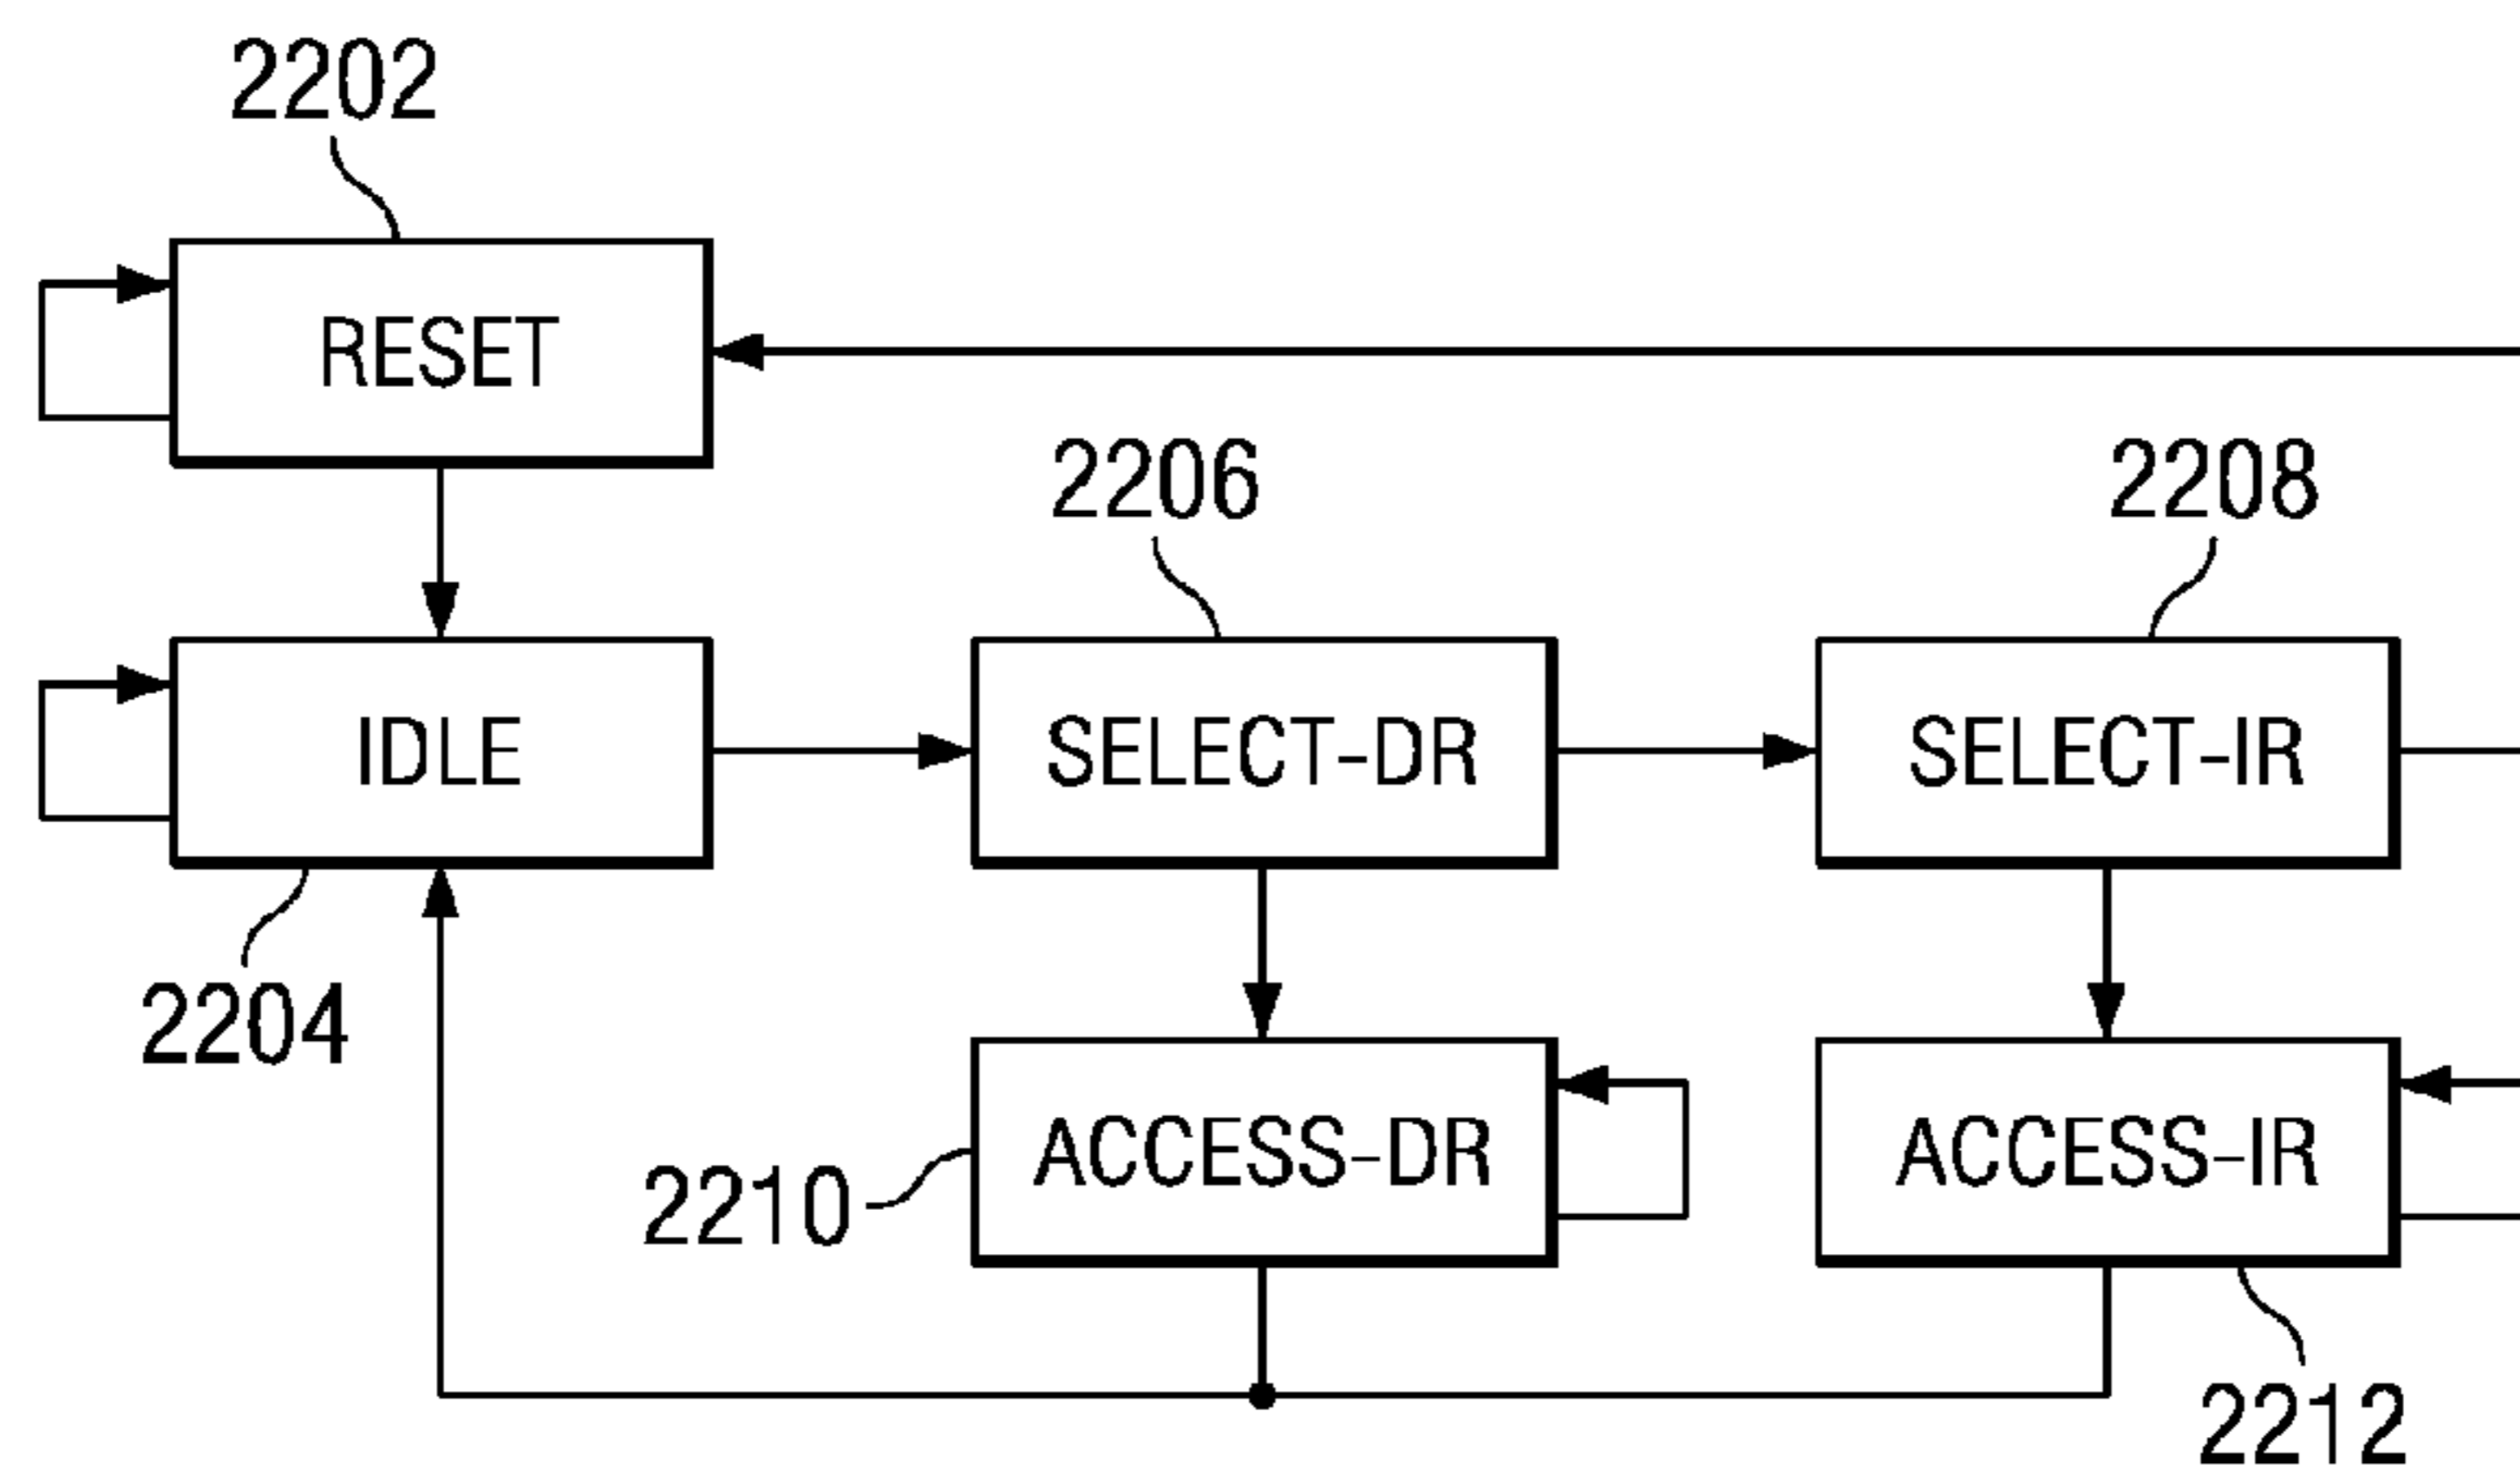 2202
RESET
2206
2208
IDLE
SELECT-DR
SELECT-IR
2204
ACCESS-DR
ACCESS-IR
2210
2212